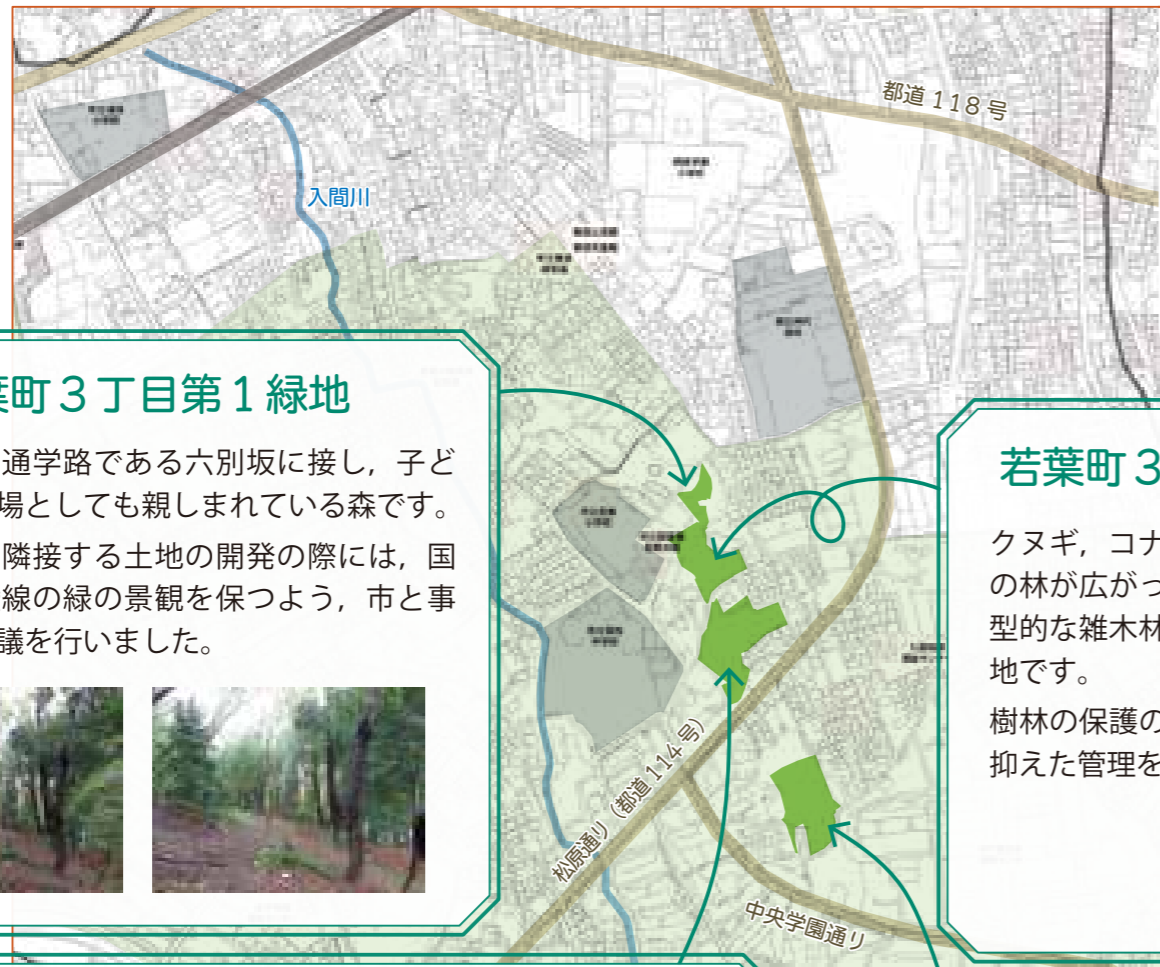 都道118号
入間川
葉町3丁目第1緑地
通学路である六別坂に接し，子ど
場としても親しまれている森です。
隣接する土地の開発の際には，国
線の緑の景観を保つよう，市と事
議を行いました。
若葉町3
クヌギ，コナ
の林が広がっ
型的な雑木林
地です。
樹林の保護の
抑えた管理を
松原通り（都道114号）
中央学園通り